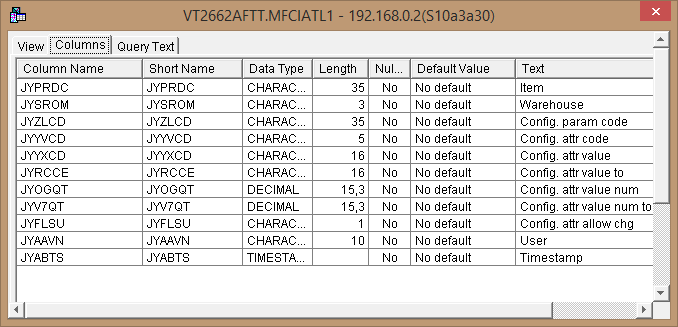 VT2662AFTT.MFCIATL1 - 192.168.0.2(S10a3a30)
View Columns Query Text
Column Name Short Name Data Type Length Nul... Default Value Text
JYPRDC JYPRDC CHARAC... 35 No No default Item
JYSROM JYSROM CHARAC... 3 No No default Warehouse
JYZLCD JYZLCD CHARAC... 35 No No default Config. param code
JYYVCD JYYVCD CHARAC... 5 No No default Config. attr code
JYYXCD JYYXCD CHARAC... 16 No No default Config. attr value
JYRCCE JYRCCE CHARAC... 16 No No default Config. attr value to
JYOGQT JYOGQT DECIMAL 15,3 No No default Config. attr value num
JYV7QT JYV7QT DECIMAL 15,3 No No default Config. attr value num to
JYFLSU JYFLSU CHARAC... 1 No No default Config. attr allow chg
JYAAVN JYAAVN CHARAC... 10 No No default User
JYABTS JYABTS TIMESTA... No No default Timestamp